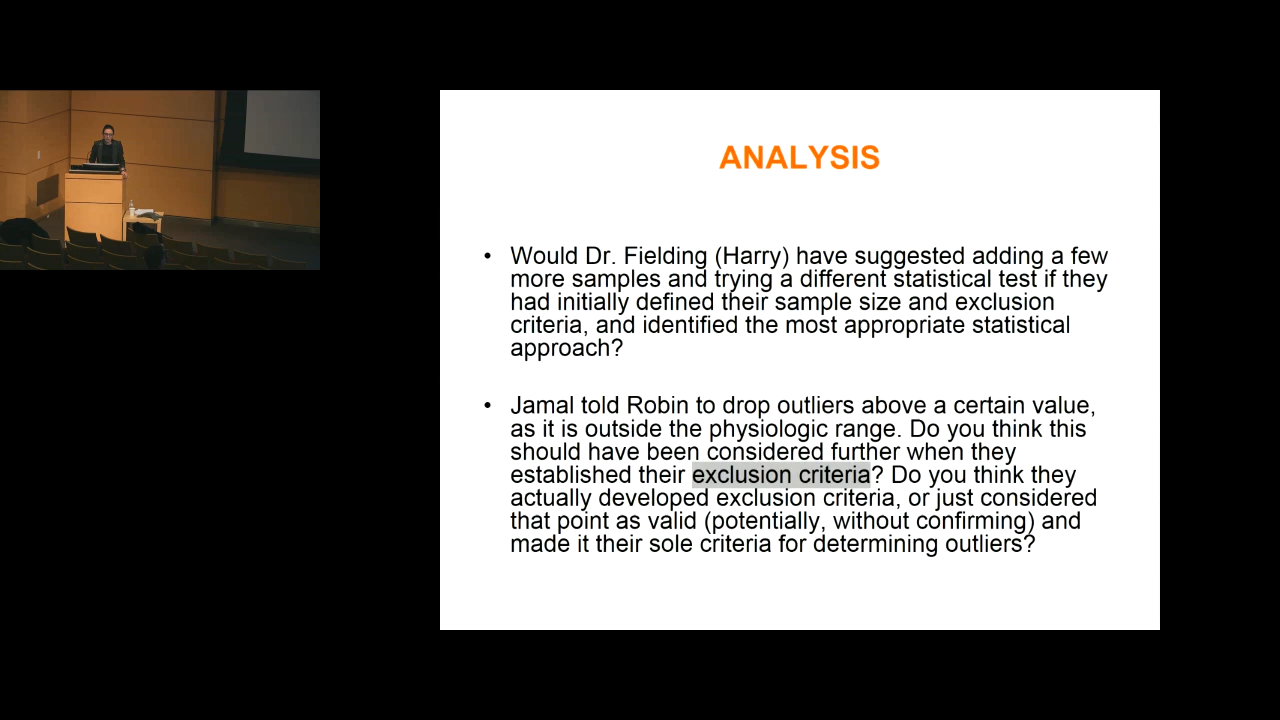 ANALYSIS
• Would Dr. Fielding (Harry) have suggested adding a few
more samples and trying a different statistical test if they
had initially defined their sample size and exclusion
criteria, and identified the most appropriate statistical
approach?
• Jamal told Robin to drop outliers above a certain value,
as it is outside the physiologic range. Do you think this
should have been considered further when they
established their exclusion criteria? Do you think they
actually developed exclusion criteria, or just considered
that point as valid (potentially, without confirming) and
made it their sole criteria for determining outliers?